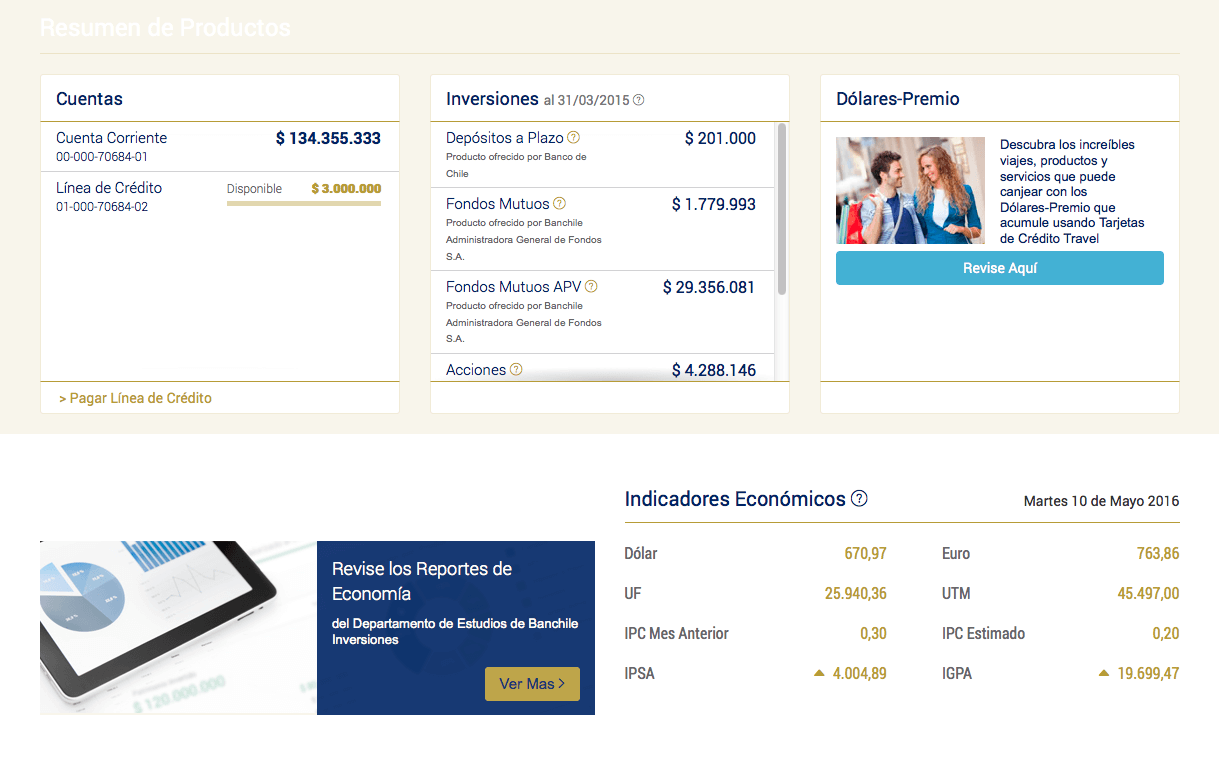 Resumen de Productos
Cuentas
Cuenta Corriente $ 134.355.333
00-000-70684-01
Línea de Crédito Disponible $ 3.000.000
01-000-70684-02
> Pagar Línea de Crédito
Inversiones al 31/03/2015 ?
Depósitos a Plazo ? $ 201.000
Producto ofrecido por Banco de
Chile
Fondos Mutuos ? $ 1.779.993
Producto ofrecido por Banchile
Administradora General de Fondos
S.A.
Fondos Mutuos APV ? $ 29.356.081
Producto ofrecido por Banchile
Administradora General de Fondos
S.A.
Acciones ? $ 4.288.146
Dólares-Premio
Descubra los increíbles
viajes, productos y
servicios que puede
canjear con los
Dólares-Premio que
acumule usando Tarjetas
de Crédito Travel
Revise Aquí
$ 120.000.000
Revise los Reportes de
Economía
del Departamento de Estudios de Banchile
Inversiones
Ver Mas >
Indicadores Económicos ? Martes 10 de Mayo 2016
Dólar 670,97 Euro 763,86
UF 25.940,36 UTM 45.497,00
IPC Mes Anterior 0,30 IPC Estimado 0,20
IPSA 4.004,89 IGPA 19.699,47